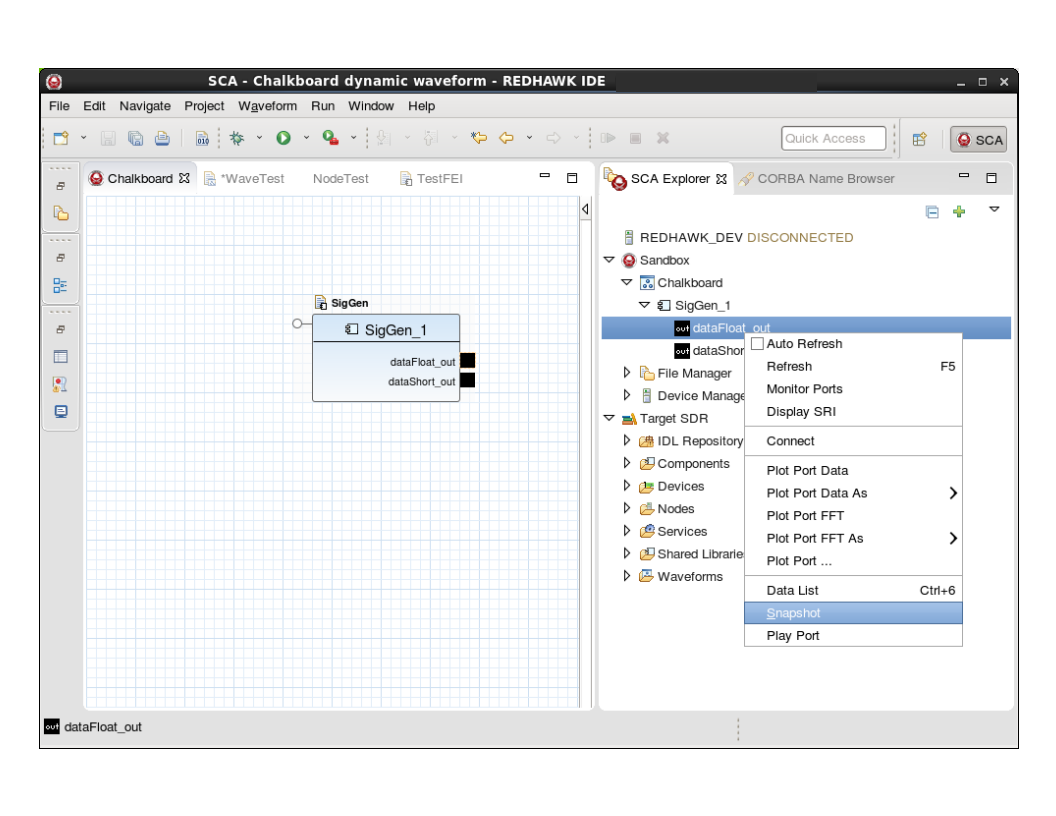 SCA - Chalkboard dynamic waveform - REDHAWK IDE
File Edit Navigate Project Waveform Run Window Help
010
Quick Access
SCA
Chalkboard
*WaveTest
NodeTest
TestFEI
SCA Explorer
CORBA Name Browser
SigGen
SigGen_1
dataFloat_out
dataShort_out
REDHAWK_DEV DISCONNECTED
Sandbox
Chalkboard
SigGen_1
out dataFloat_out
out dataShor
File Manager
Device Manage
Target SDR
IDL Repository
Components
Devices
Nodes
Services
Shared Librarie
Waveforms
Auto Refresh
Refresh F5
Monitor Ports
Display SRI
Connect
Plot Port Data
Plot Port Data As
Plot Port FFT
Plot Port FFT As
Plot Port ...
Data List Ctrl+6
Snapshot
Play Port
out dataFloat_out